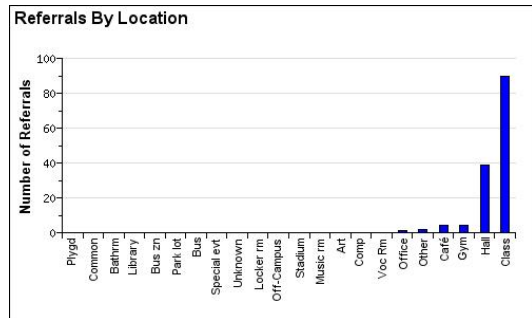 Referrals By Location
Number of Referrals
100
80
60
40
20
0
Plygd
Common
Bathrm
Library
Bus zn
Park lot
Bus
Special evt
Unknown
Locker rm
Off-Campus
Stadium
Music rm
Art
Comp
Voc Rm
Office
Other
Café
Gym
Hall
Class